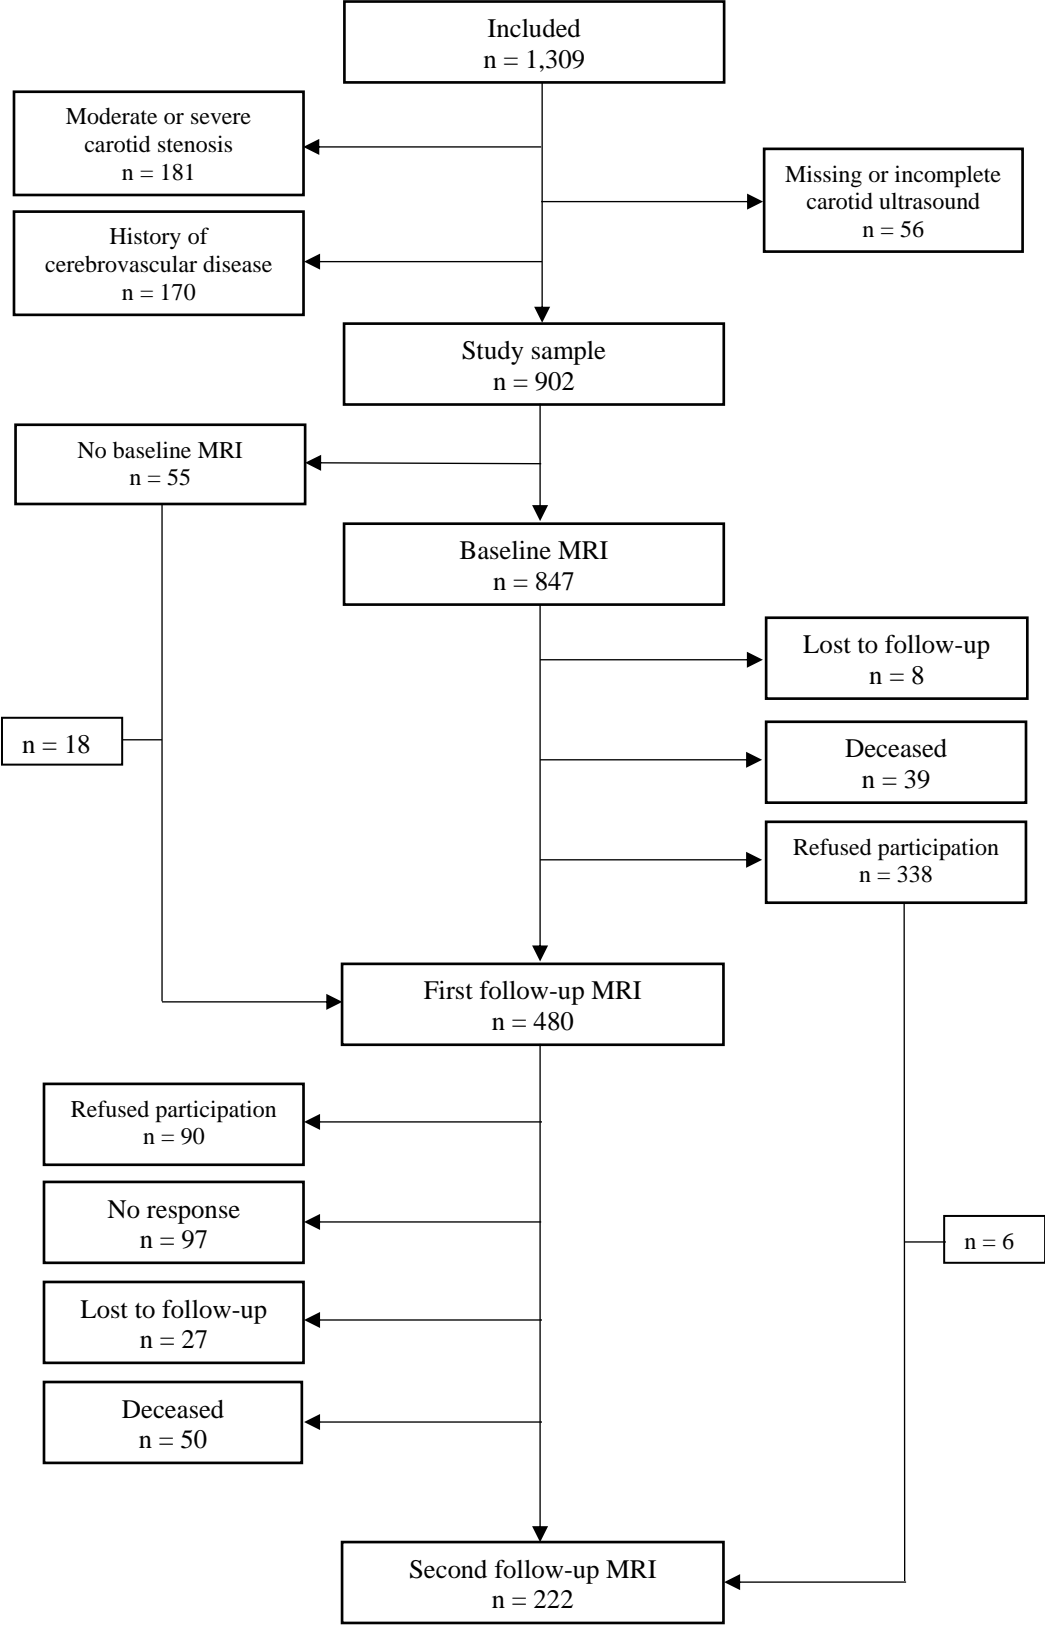 Included
n = 1,309
Moderate or severe
carotid stenosis
n = 181
Missing or incomplete
carotid ultrasound
n = 56
History of
cerebrovascular disease
n = 170
Study sample
n = 902
No baseline MRI
n = 55
Baseline MRI
n = 847
Lost to follow-up
n = 8
n = 18
Deceased
n = 39
Refused participation
n = 338
First follow-up MRI
n = 480
Refused participation
n = 90
No response
n = 97
n = 6
Lost to follow-up
n = 27
Deceased
n = 50
Second follow-up MRI
n = 222